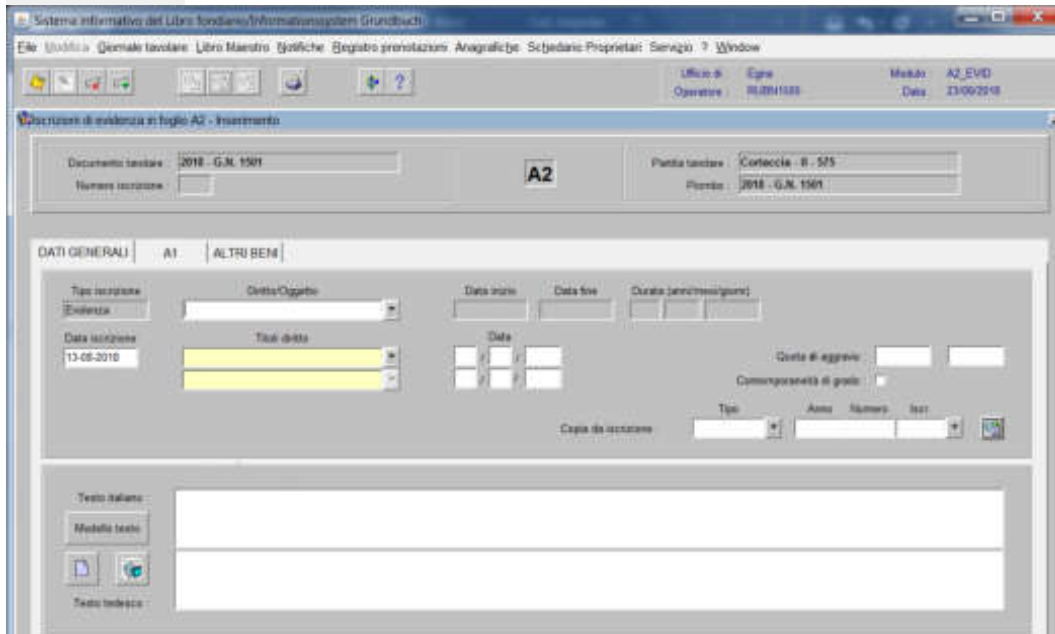 Sistema informativo del Libro fondiario/Informationssystem Grundbuch
File Modifica Giornale tavolare Libro Maestro Notifiche Registro prenotazioni Anagrafiche Schedario Proprietari Servizio ? Window
Ufficio di Egna Modulo A2_EVID
Operatore Data 23/08/2018
Iscrizioni di evidenza in foglio A2 - Inserimento
Documento tavolare 2018 - G.N. 1501 A2 Partita tavolare Corteccia - II - 575
Numero iscrizione Piombo 2018 - G.N. 1501
DATI GENERALI A1 ALTRI BENI
Tipo iscrizione Diritto/Oggetto Data inizio Data fine Durata (anni/mesi/giorni)
Evidenza
Data iscrizione Titoli diritto Data
13-08-2018 / / Quota di aggravio
/ / Contemporaneità di grado
Tipo Anno Numero Iscr
Copia da iscrizione
Testo italiano
Modello testo
Testo tedesco